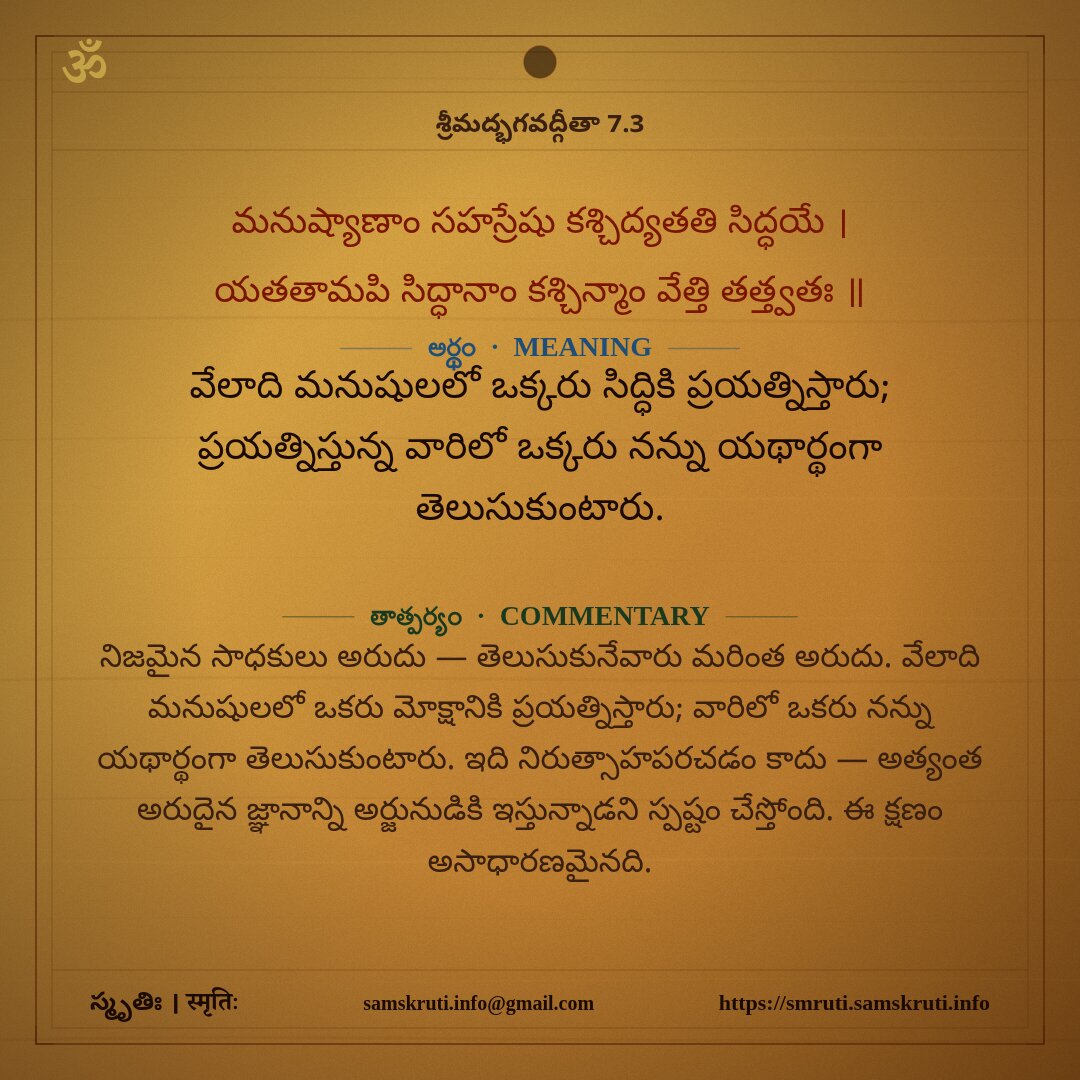 ॐ
శ్రీమద్భగవద్గీతా 7.3
మనుష్యాణాం సహస్రేషు కశ్చిద్యతతి సిద్ధయే |
యతతామపి సిద్ధానాం కశ్చిన్మాం వేత్తి తత్త్వతః ||
అర్థం · MEANING
వేలాది మనుషులలో ఒక్కరు సిద్ధికి ప్రయత్నిస్తారు;
ప్రయత్నిస్తున్న వారిలో ఒక్కరు నన్ను యథార్థంగా
తెలుసుకుంటారు.
తాత్పర్యం · COMMENTARY
నిజమైన సాధకులు అరుదు — తెలుసుకునేవారు మరింత అరుదు. వేలాది
మనుషులలో ఒకరు మోక్షానికి ప్రయత్నిస్తారు; వారిలో ఒకరు నన్ను
యథార్థంగా తెలుసుకుంటారు. ఇది నిరుత్సాహపరచడం కాదు — అత్యంత
అరుదైన జ్ఞానాన్ని అర్జునుడికి ఇస్తున్నాడని స్పష్టం చేస్తోంది. ఈ క్షణం
అసాధారణమైనది.
స్మృతిః | स्मृतिः samskruti.info@gmail.com https://smruti.samskruti.info